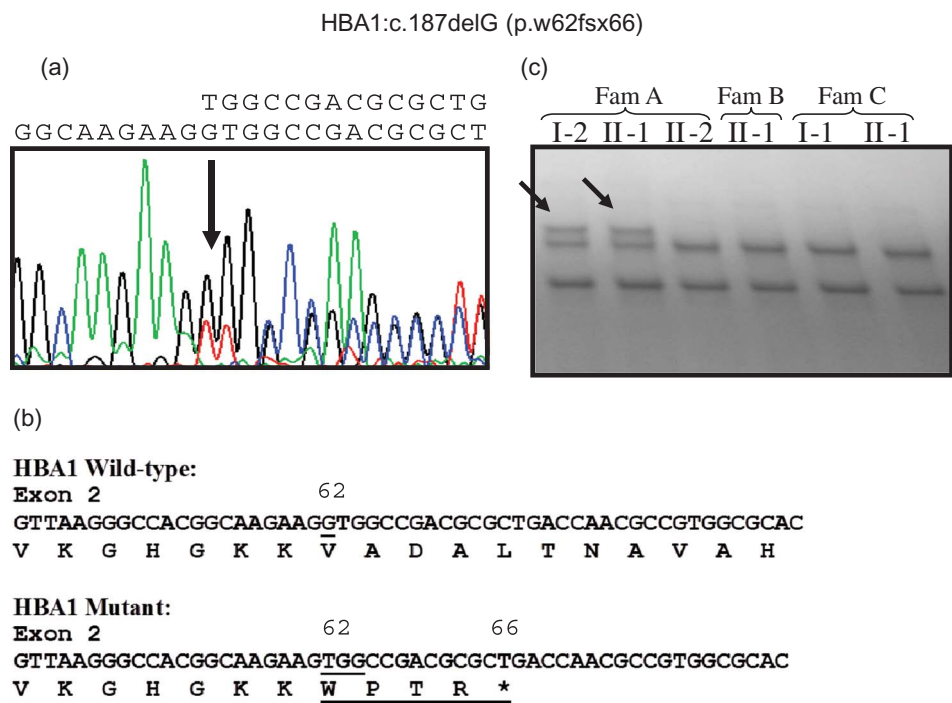 HBA1:c.187delG (p.w62fsx66)
(a)
TGGCCGACGCGCTG
GGCAAGAAGGTGGCCGACGCGCT
(c)
Fam A Fam B Fam C
I-2 II-1 II-2 II-1 I-1 II-1
(b)
HBA1 Wild-type:
Exon 2
62
GTTAAGGGCCACGGCAAGAAGGTGGCCGACGCGCTGACCAACGCCGTGGCGCAC
V K G H G K K V A D A L T N A V A H
HBA1 Mutant:
Exon 2
62 66
GTTAAGGGCCACGGCAAGAAGTGGCCGACGCGCTGACCAACGCCGTGGCGCAC
V K G H G K K W P T R *